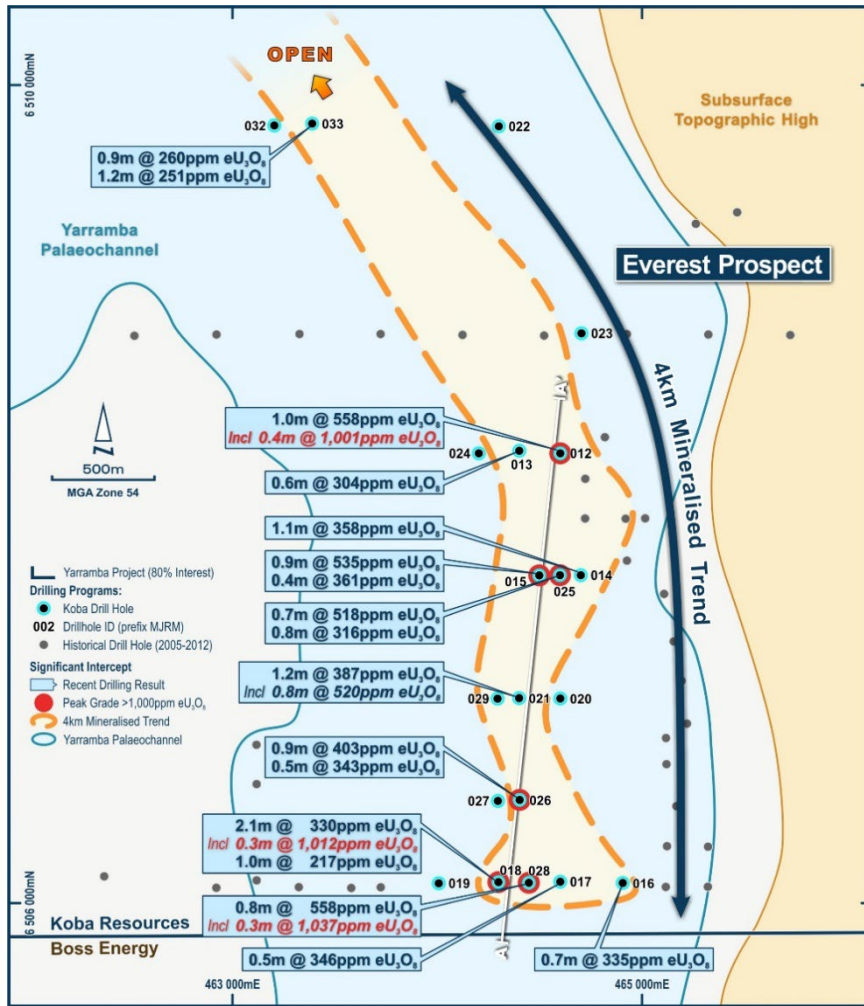 6 510 000mN
OPEN
032
033
022
0.9m @ 260ppm eU₃O₈
1.2m @ 251ppm eU₃O₈
Subsurface
Topographic High
Yarramba
Palaeochannel
Everest Prospect
023
4km Mineralised Trend
A'
1.0m @ 558ppm eU₃O₈
Incl 0.4m @ 1,001ppm eU₃O₈
024
013
012
0.6m @ 304ppm eU₃O₈
N
500m
MGA Zone 54
1.1m @ 358ppm eU₃O₈
0.9m @ 535ppm eU₃O₈
0.4m @ 361ppm eU₃O₈
015
025
014
0.7m @ 518ppm eU₃O₈
0.8m @ 316ppm eU₃O₈
Yarramba Project (80% Interest)
Drilling Programs:
Koba Drill Hole
002 Drillhole ID (prefix MJRM)
Historical Drill Hole (2005-2012)
Significant Intercept
Recent Drilling Result
Peak Grade >1,000ppm eU₃O₈
4km Mineralised Trend
Yarramba Palaeochannel
1.2m @ 387ppm eU₃O₈
Incl 0.8m @ 520ppm eU₃O₈
029
021
020
0.9m @ 403ppm eU₃O₈
0.5m @ 343ppm eU₃O₈
027
026
2.1m @ 330ppm eU₃O₈
Incl 0.3m @ 1,012ppm eU₃O₈
1.0m @ 217ppm eU₃O₈
019
018
028
017
016
0.8m @ 558ppm eU₃O₈
Incl 0.3m @ 1,037ppm eU₃O₈
6 506 000mN
Koba Resources
Boss Energy
A
0.5m @ 346ppm eU₃O₈
0.7m @ 335ppm eU₃O₈
463 000mE
465 000mE